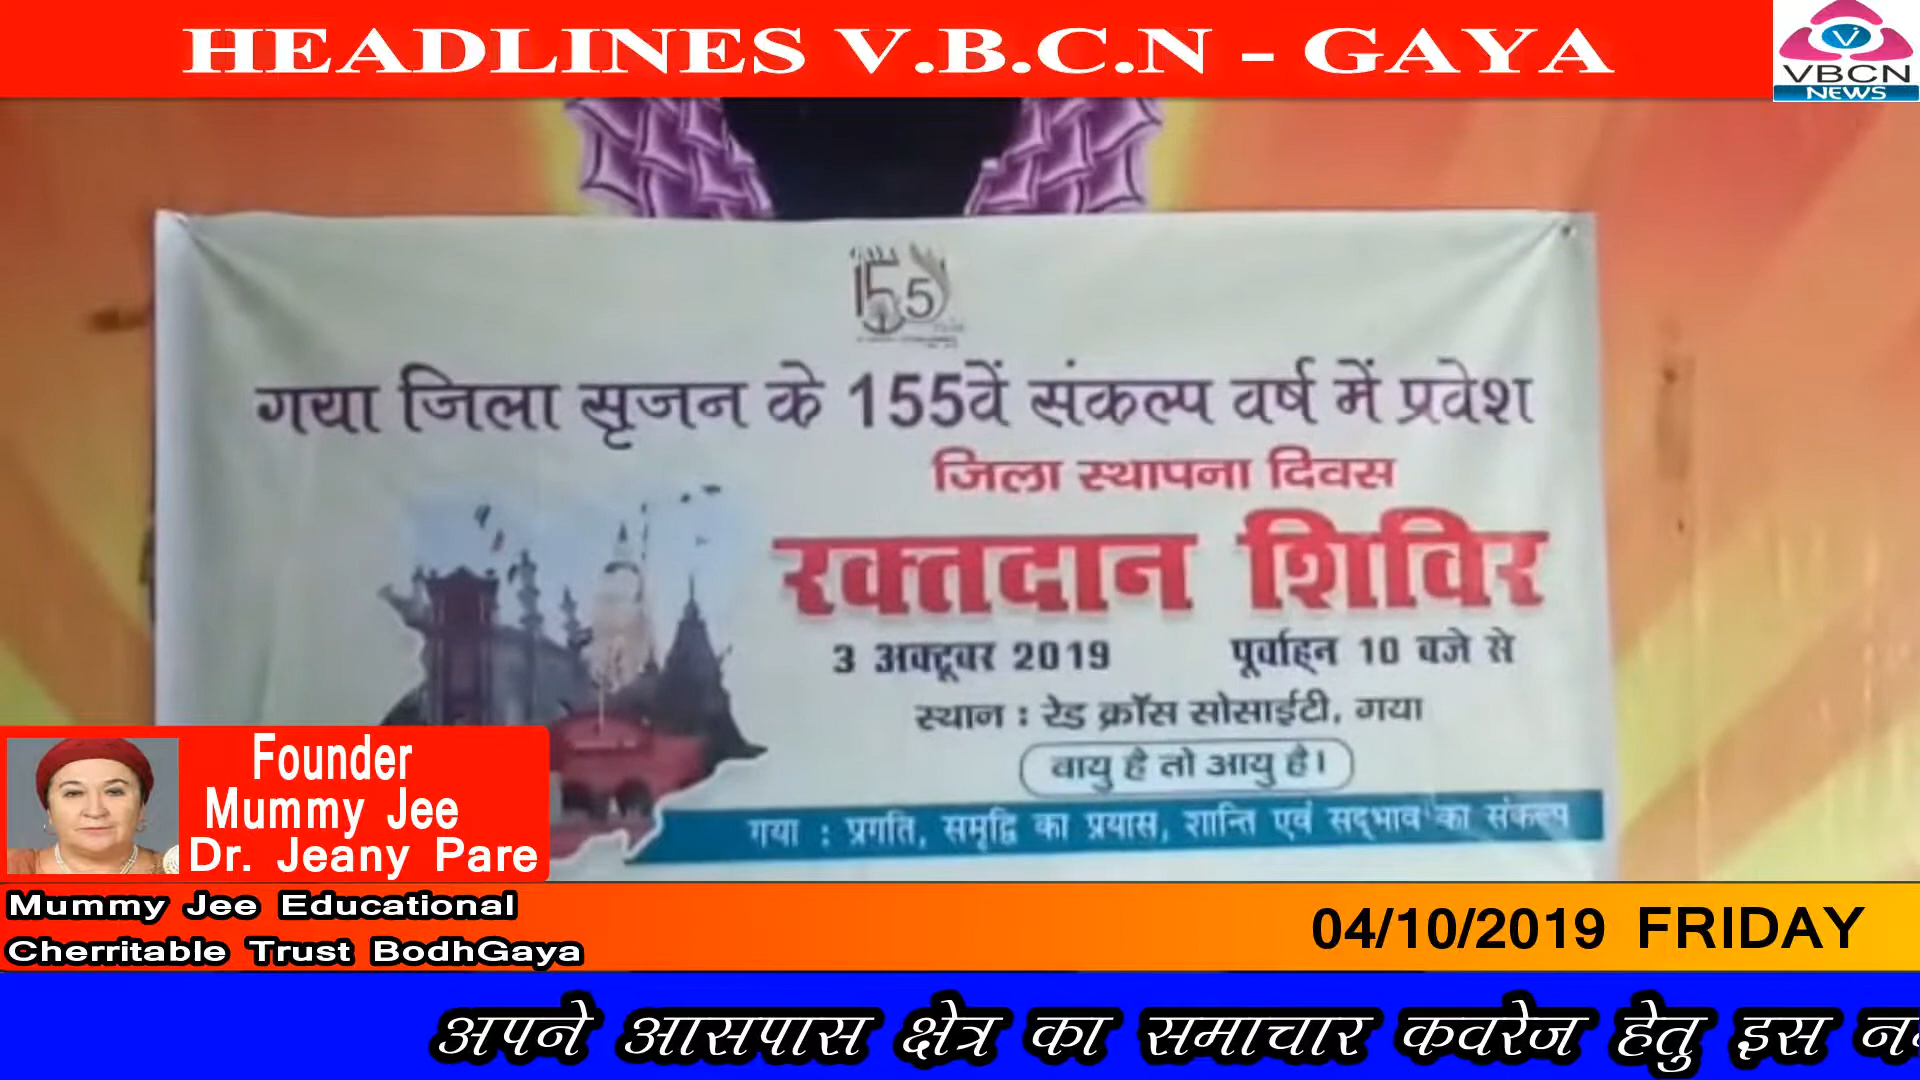 HEADLINES V.B.C.N - GAYA
VBCN
NEWS
155
गया जिला सृजन के 155वें संकल्प वर्ष में प्रवेश
जिला स्थापना दिवस
रक्तदान शिविर
3 अक्टूबर 2019 पूर्वाह्न 10 बजे से
स्थान : रेड क्रॉस सोसाईटी, गया
वायु है तो आयु है।
गया : प्रगति, समृद्धि का प्रयास, शान्ति एवं सद्भाव का संकल्प
Founder
Mummy Jee
Dr. Jeany Pare
Mummy Jee Educational
Cherritable Trust BodhGaya
04/10/2019 FRIDAY
अपने आसपास क्षेत्र का समाचार कवरेज हेतु इस